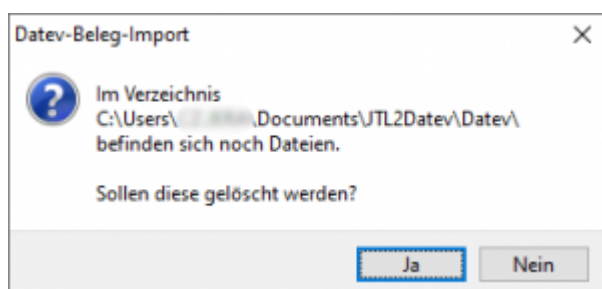 Datev-Beleg-Import
Im Verzeichnis
C:\Users\ \Documents\JTL2Datev\Datev\
befinden sich noch Dateien.
Sollen diese gelöscht werden?
Ja
Nein